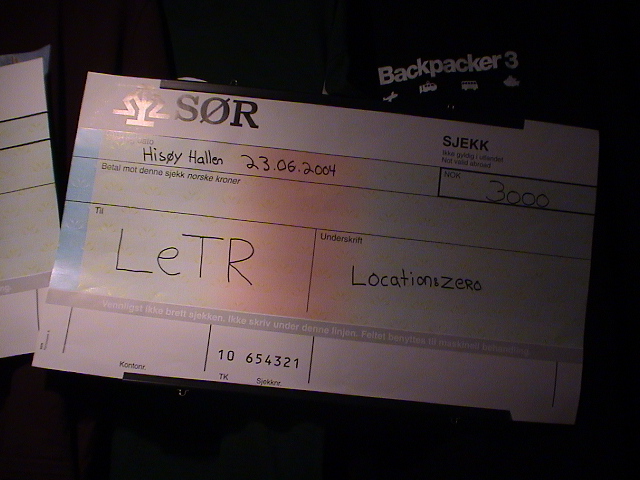 Backpacker 3
SØR
SJEKK
Ikke gyldig i utlandet
Not valid abroad
Hisøy Hallen 23.06.2004
Betal mot denne sjekk norske kroner
NOK
3000
Til
Underskrift
LeTR
Location:zero
Vennligst ikke brett sjekken. Ikke skriv under denne linjen. Feltet benyttes til maskinell behandling.
10 654321
Kontonr.
TK
Sjekknr.